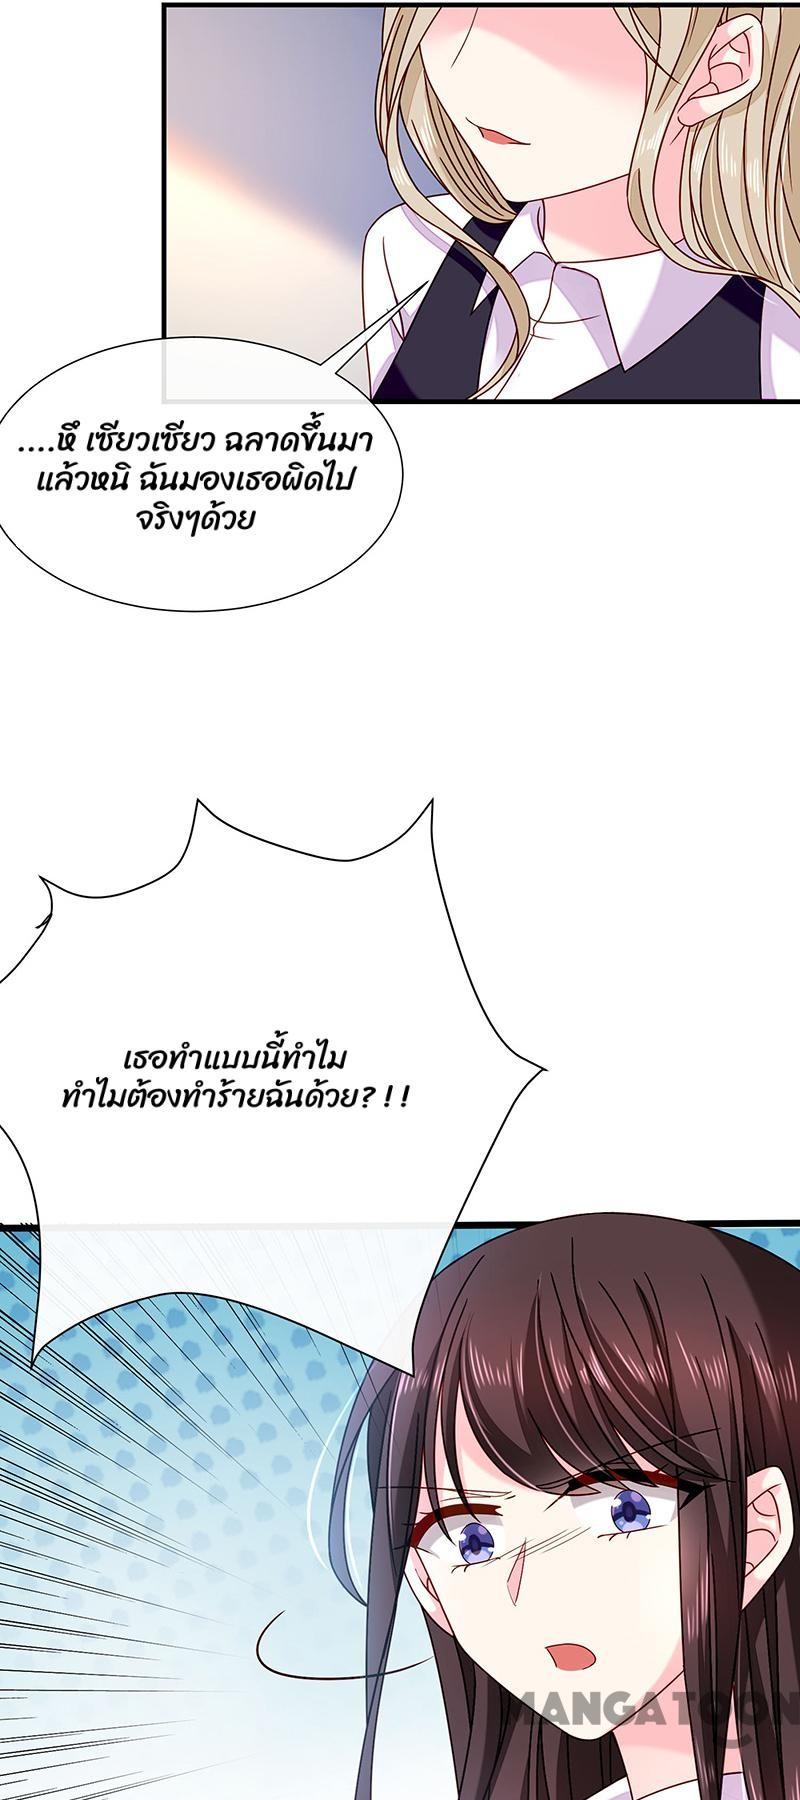 ....หึ เซียวเซียว ฉลาดขึ้นมา
แล้วหนิ ฉันมองเธอผิดไป
จริงๆด้วย
เธอทำแบบนี้ทำไม
ทำไมต้องทำร้ายฉันด้วย?!!
MANGATOON